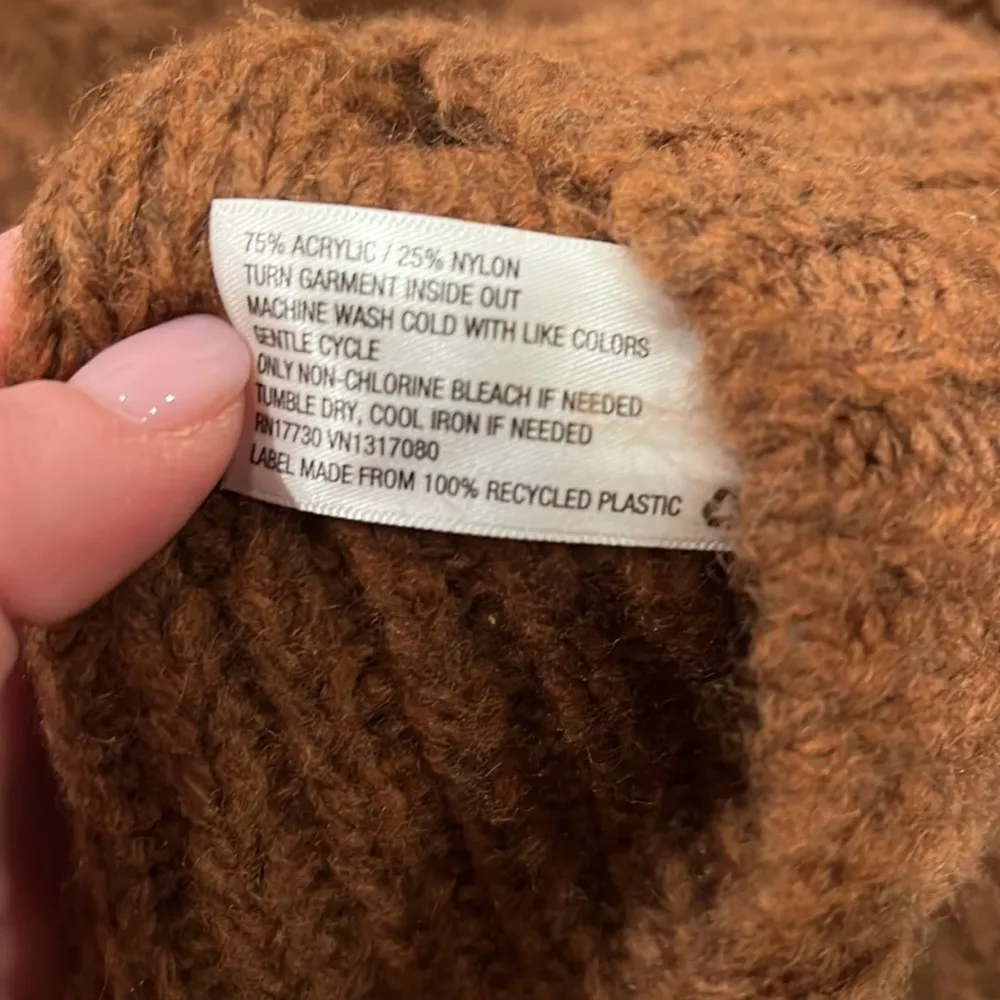 75% ACRYLIC / 25% NYLON
TURN GARMENT INSIDE OUT
MACHINE WASH COLD WITH LIKE COLORS
GENTLE CYCLE
ONLY NON-CHLORINE BLEACH IF NEEDED
TUMBLE DRY, COOL IRON IF NEEDED
RN17730 VN1317080
LABEL MADE FROM 100% RECYCLED PLASTIC